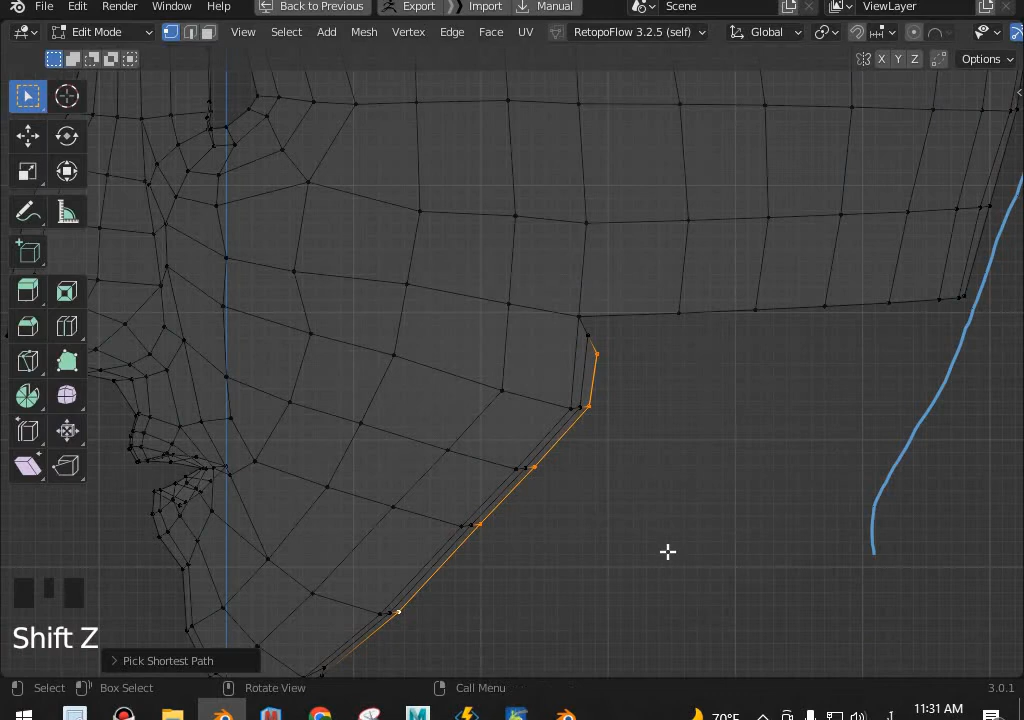 File Edit Render Window Help Back to Previous Export Import Manual Scene ViewLayer
Edit Mode View Select Add Mesh Vertex Edge Face UV RetopoFlow 3.2.5 (self) Global
X Y Z Options
Shift Z
Pick Shortest Path
Select Box Select Rotate View Call Menu 3.0.1
70°F 11:31 AM